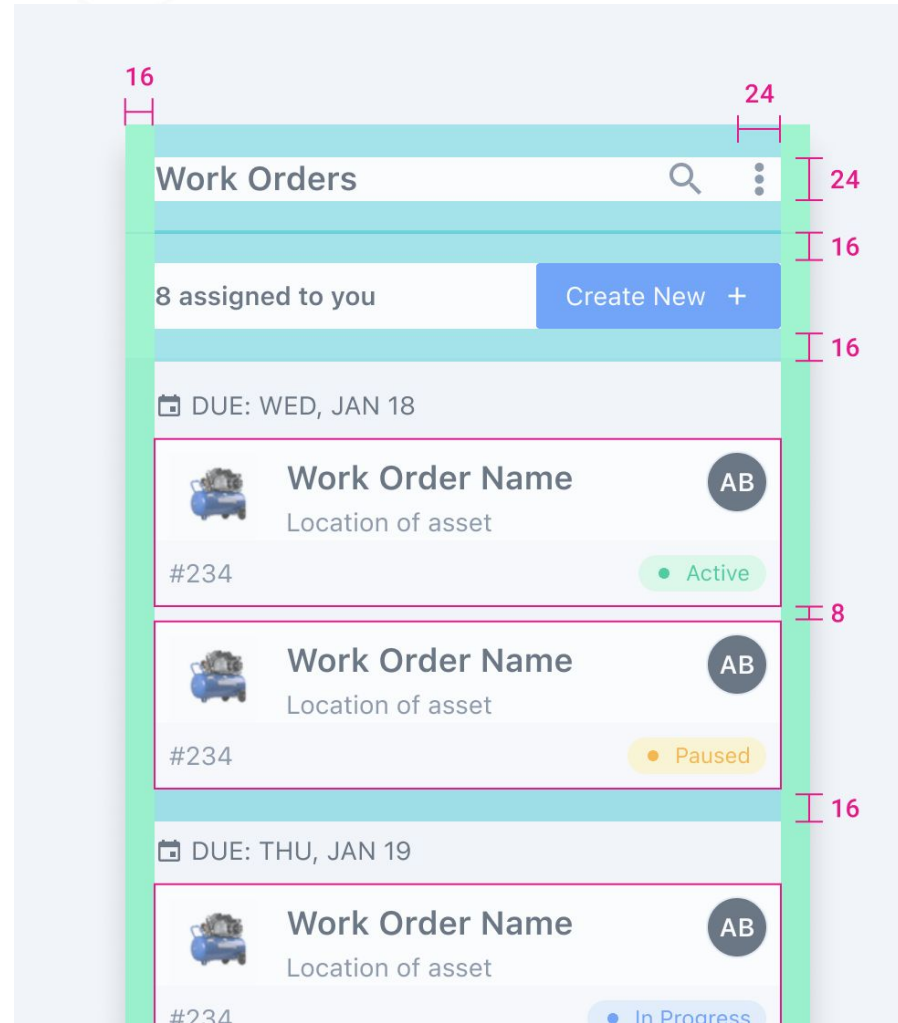 16
24
Work Orders
24
16
8 assigned to you
Create New +
16
DUE: WED, JAN 18
Work Order Name
AB
Location of asset
#234
Active
8
Work Order Name
AB
Location of asset
#234
Paused
16
DUE: THU, JAN 19
Work Order Name
AB
Location of asset
#234
In Progress